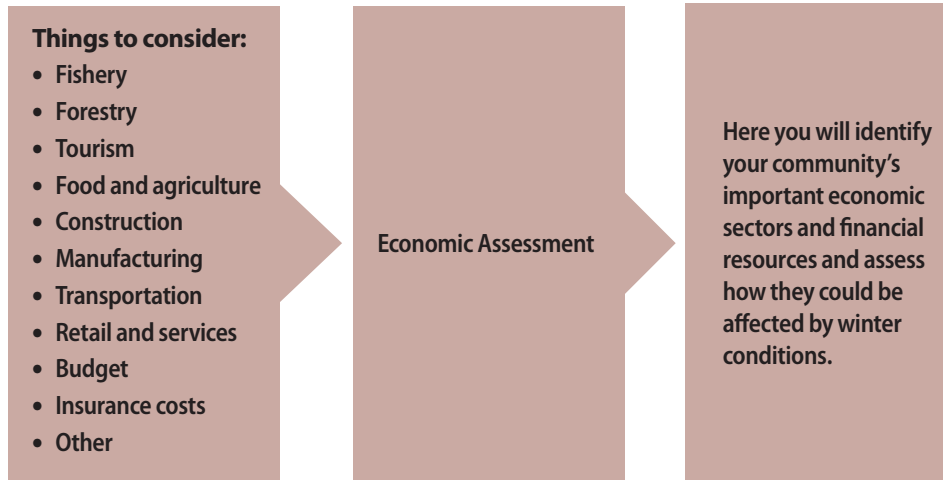 Things to consider:
• Fishery
• Forestry
• Tourism
• Food and agriculture
• Construction
• Manufacturing
• Transportation
• Retail and services
• Budget
• Insurance costs
• Other
Economic Assessment
Here you will identify
your community’s
important economic
sectors and financial
resources and assess
how they could be
affected by winter
conditions.